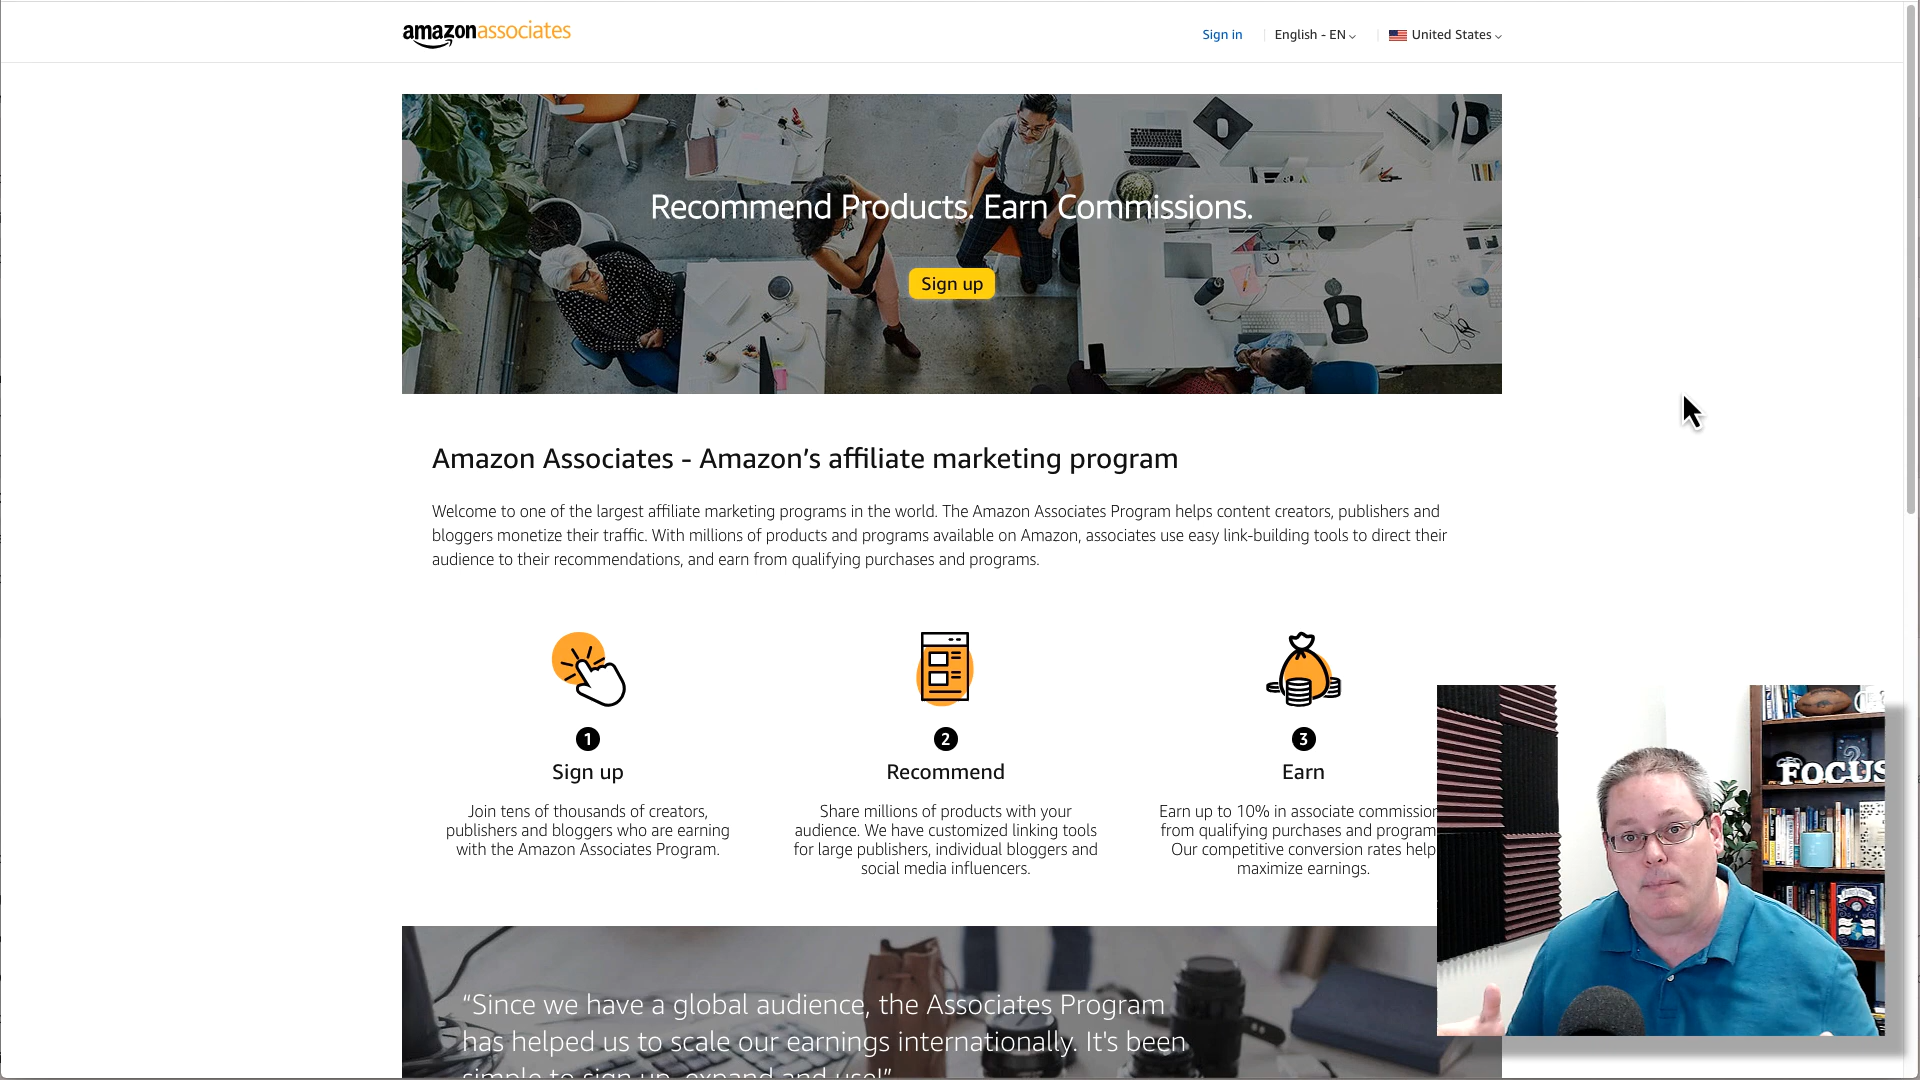 amazonassociates
Sign in
English - EN
United States
Recommend Products. Earn Commissions.
Sign up
Amazon Associates - Amazon’s affiliate marketing program
Welcome to one of the largest affiliate marketing programs in the world. The Amazon Associates Program helps content creators, publishers and
bloggers monetize their traffic. With millions of products and programs available on Amazon, associates use easy link-building tools to direct their
audience to their recommendations, and earn from qualifying purchases and programs.
1
Sign up
Join tens of thousands of creators,
publishers and bloggers who are earning
with the Amazon Associates Program.
2
Recommend
Share millions of products with your
audience. We have customized linking tools
for large publishers, individual bloggers and
social media influencers.
3
Earn
Earn up to 10% in associate commission
from qualifying purchases and program
Our competitive conversion rates help
maximize earnings.
FOCUS
“Since we have a global audience, the Associates Program
has helped us to scale our earnings internationally. It's been
simple to sign up, expand and use!”